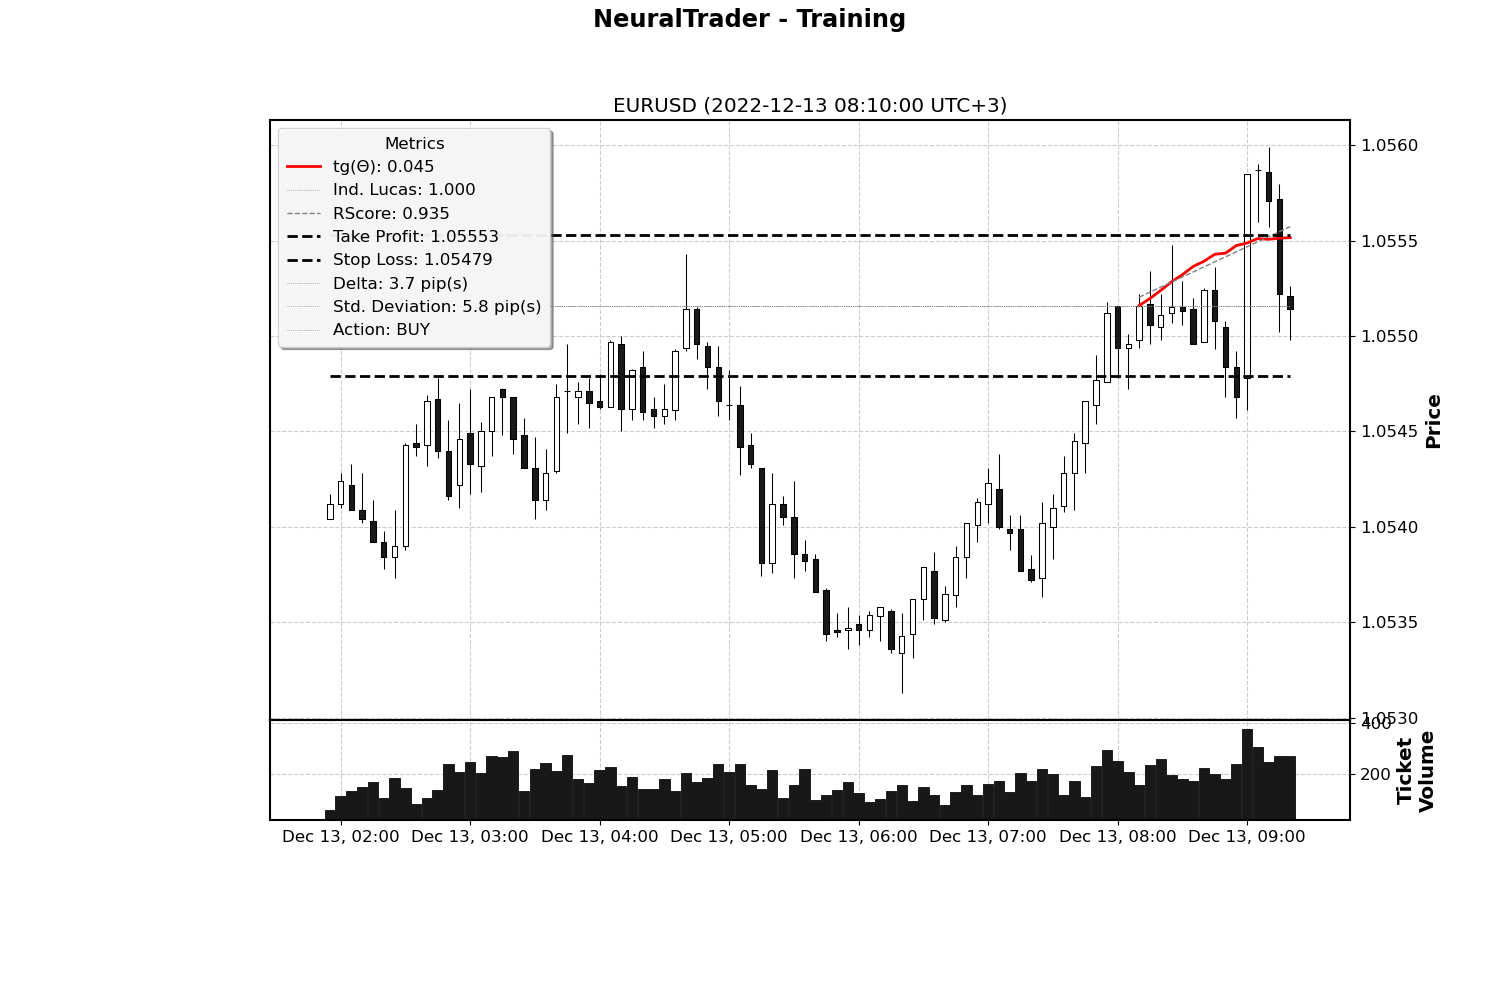 NeuralTrader - Training
EURUSD (2022-12-13 08:10:00 UTC+3)
Metrics
tg(Θ): 0.045
Ind. Lucas: 1.000
RScore: 0.935
Take Profit: 1.05553
Stop Loss: 1.05479
Delta: 3.7 pip(s)
Std. Deviation: 5.8 pip(s)
Action: BUY
1.0560
1.0555
1.0550
1.0545
1.0540
1.0535
1.0530
Price
400
200
Ticket
Volume
Dec 13, 02:00
Dec 13, 03:00
Dec 13, 04:00
Dec 13, 05:00
Dec 13, 06:00
Dec 13, 07:00
Dec 13, 08:00
Dec 13, 09:00